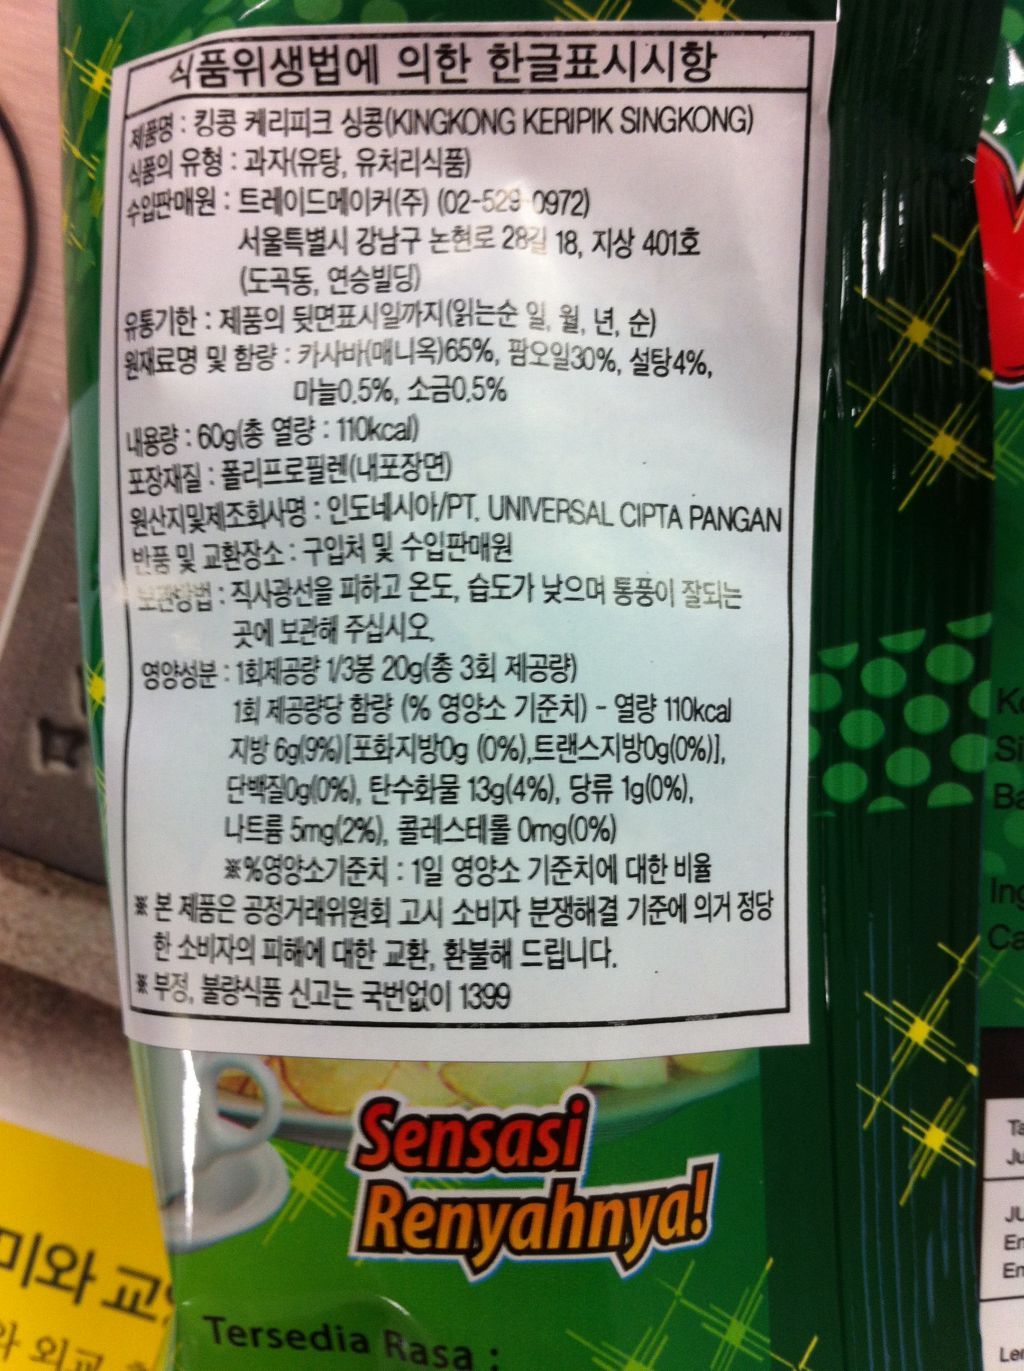 식품위생법에 의한 한글표시시항
제품명 : 킹콩 케리피크 싱콩(KINGKONG KERIPIK SINGKONG)
식품의 유형 : 과자(유탕, 유처리식품)
수입판매원 : 트레이드메이커(주) (02-529-0972)
서울특별시 강남구 논현로 28길 18, 지상 401호
(도곡동, 연승빌딩)
유통기한 : 제품의 뒷면표시일까지(읽는순 일, 월, 년, 순)
원재료명 및 함량 : 카사바(매니옥)65%, 팜오일30%, 설탕4%,
마늘0.5%, 소금0.5%
내용량 : 60g(총 열량 : 110kcal)
포장재질 : 폴리프로필렌(내포장면)
원산지및제조회사명 : 인도네시아/PT. UNIVERSAL CIPTA PANGAN
반품 및 교환장소 : 구입처 및 수입판매원
보관방법 : 직사광선을 피하고 온도, 습도가 낮으며 통풍이 잘되는
곳에 보관해 주십시오.
영양성분 : 1회제공량 1/3봉 20g(총 3회 제공량)
1회 제공량당 함량 (% 영양소 기준치) - 열량 110kcal
지방 6g(9%)[포화지방0g (0%),트랜스지방0g(0%)],
단백질0g(0%), 탄수화물 13g(4%), 당류 1g(0%),
나트륨 5mg(2%), 콜레스테롤 0mg(0%)
※%영양소기준치 : 1일 영양소 기준치에 대한 비율
※ 본 제품은 공정거래위원회 고시 소비자 분쟁해결 기준에 의거 정당
한 소비자의 피해에 대한 교환, 환불해 드립니다.
※ 부정, 불량식품 신고는 국번없이 1399
Sensasi
Renyahnya!
Tersedia Rasa :
미와 교
와 외교